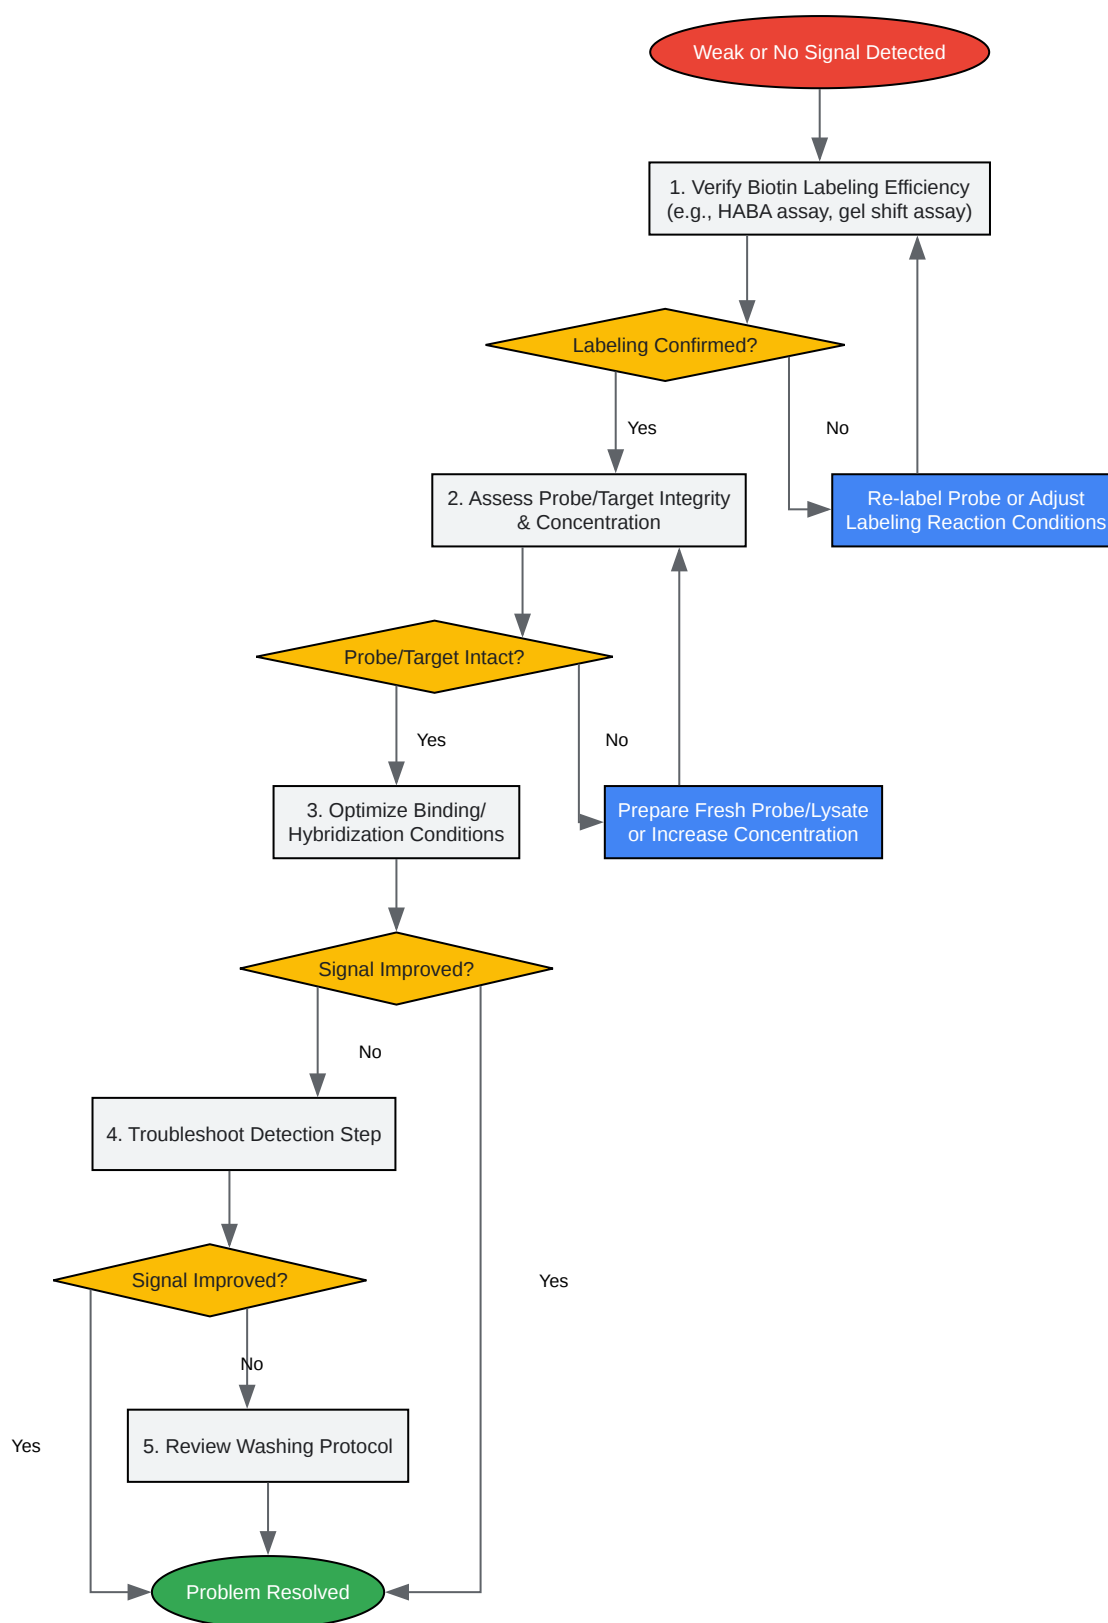 Weak or No Signal Detected
1. Verify Biotin Labeling Efficiency
(e.g., HABA assay, gel shift assay)
Labeling Confirmed?
Yes
No
2. Assess Probe/Target Integrity
& Concentration
Re-label Probe or Adjust
Labeling Reaction Conditions
Probe/Target Intact?
Yes
No
3. Optimize Binding/
Hybridization Conditions
Prepare Fresh Probe/Lysate
or Increase Concentration
Signal Improved?
No
4. Troubleshoot Detection Step
Signal Improved?
Yes
No
Yes
5. Review Washing Protocol
Problem Resolved